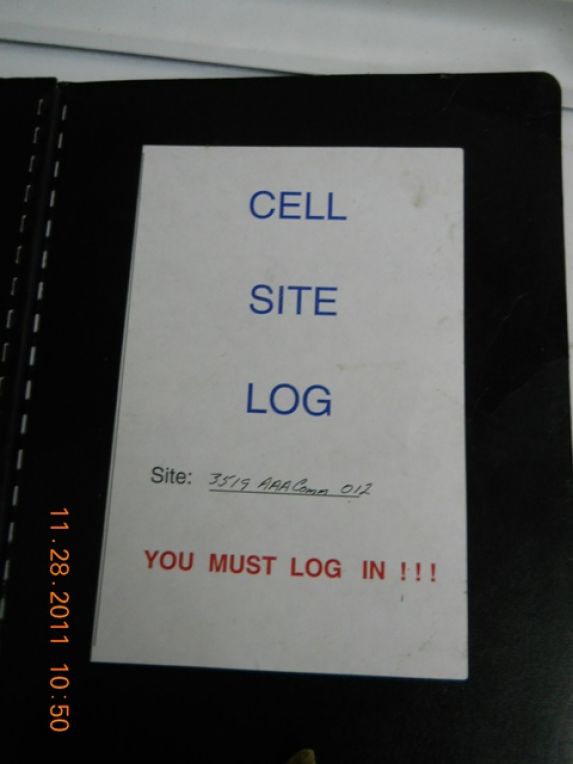 CELL
SITE
LOG
Site: 3519 AAAComm 012
YOU MUST LOG IN !!!
11.28.2011 10:50